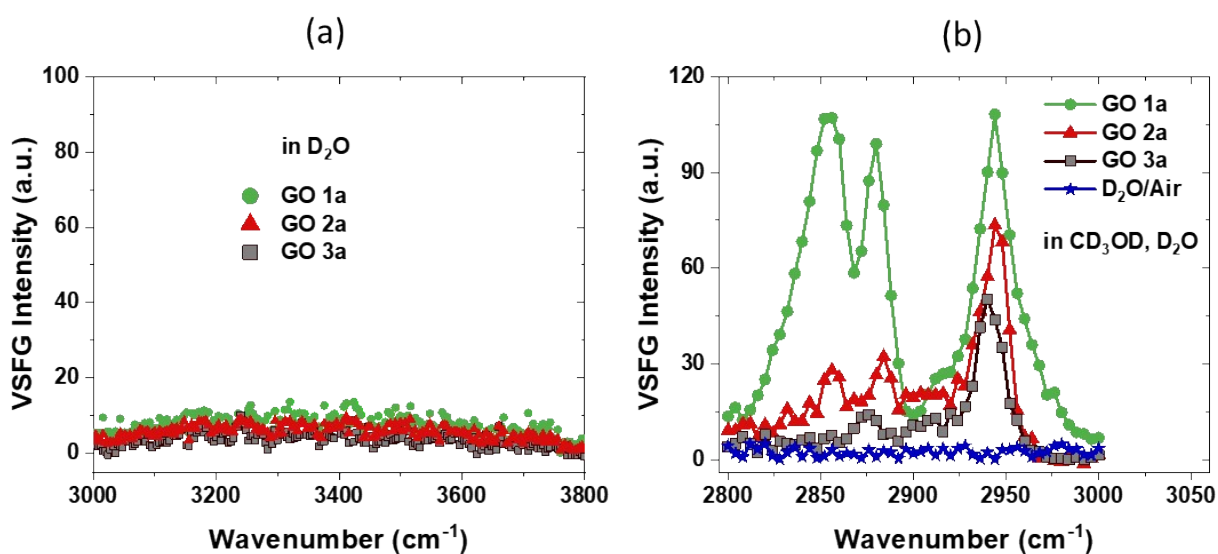 (a)
(b)
100
80
60
40
20
0
VSFG Intensity (a.u.)
in D₂O
GO 1a
GO 2a
GO 3a
3000
3200
3400
3600
3800
Wavenumber (cm⁻¹)
120
90
60
30
0
VSFG Intensity (a.u.)
GO 1a
GO 2a
GO 3a
D₂O/Air
in CD₃OD, D₂O
2800
2850
2900
2950
3000
3050
Wavenumber (cm⁻¹)